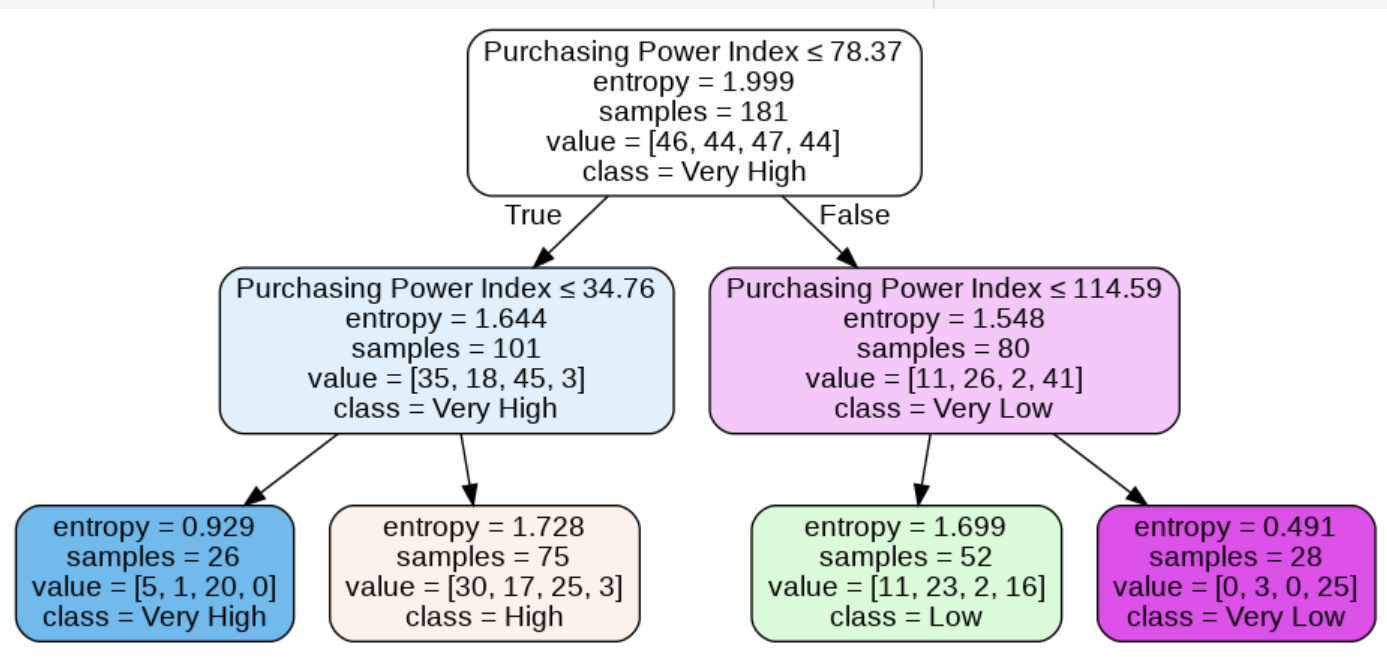 Purchasing Power Index ≤ 78.37
entropy = 1.999
samples = 181
value = [46, 44, 47, 44]
class = Very High
True
False
Purchasing Power Index ≤ 34.76
entropy = 1.644
samples = 101
value = [35, 18, 45, 3]
class = Very High
Purchasing Power Index ≤ 114.59
entropy = 1.548
samples = 80
value = [11, 26, 2, 41]
class = Very Low
entropy = 0.929
samples = 26
value = [5, 1, 20, 0]
class = Very High
entropy = 1.728
samples = 75
value = [30, 17, 25, 3]
class = High
entropy = 1.699
samples = 52
value = [11, 23, 2, 16]
class = Low
entropy = 0.491
samples = 28
value = [0, 3, 0, 25]
class = Very Low